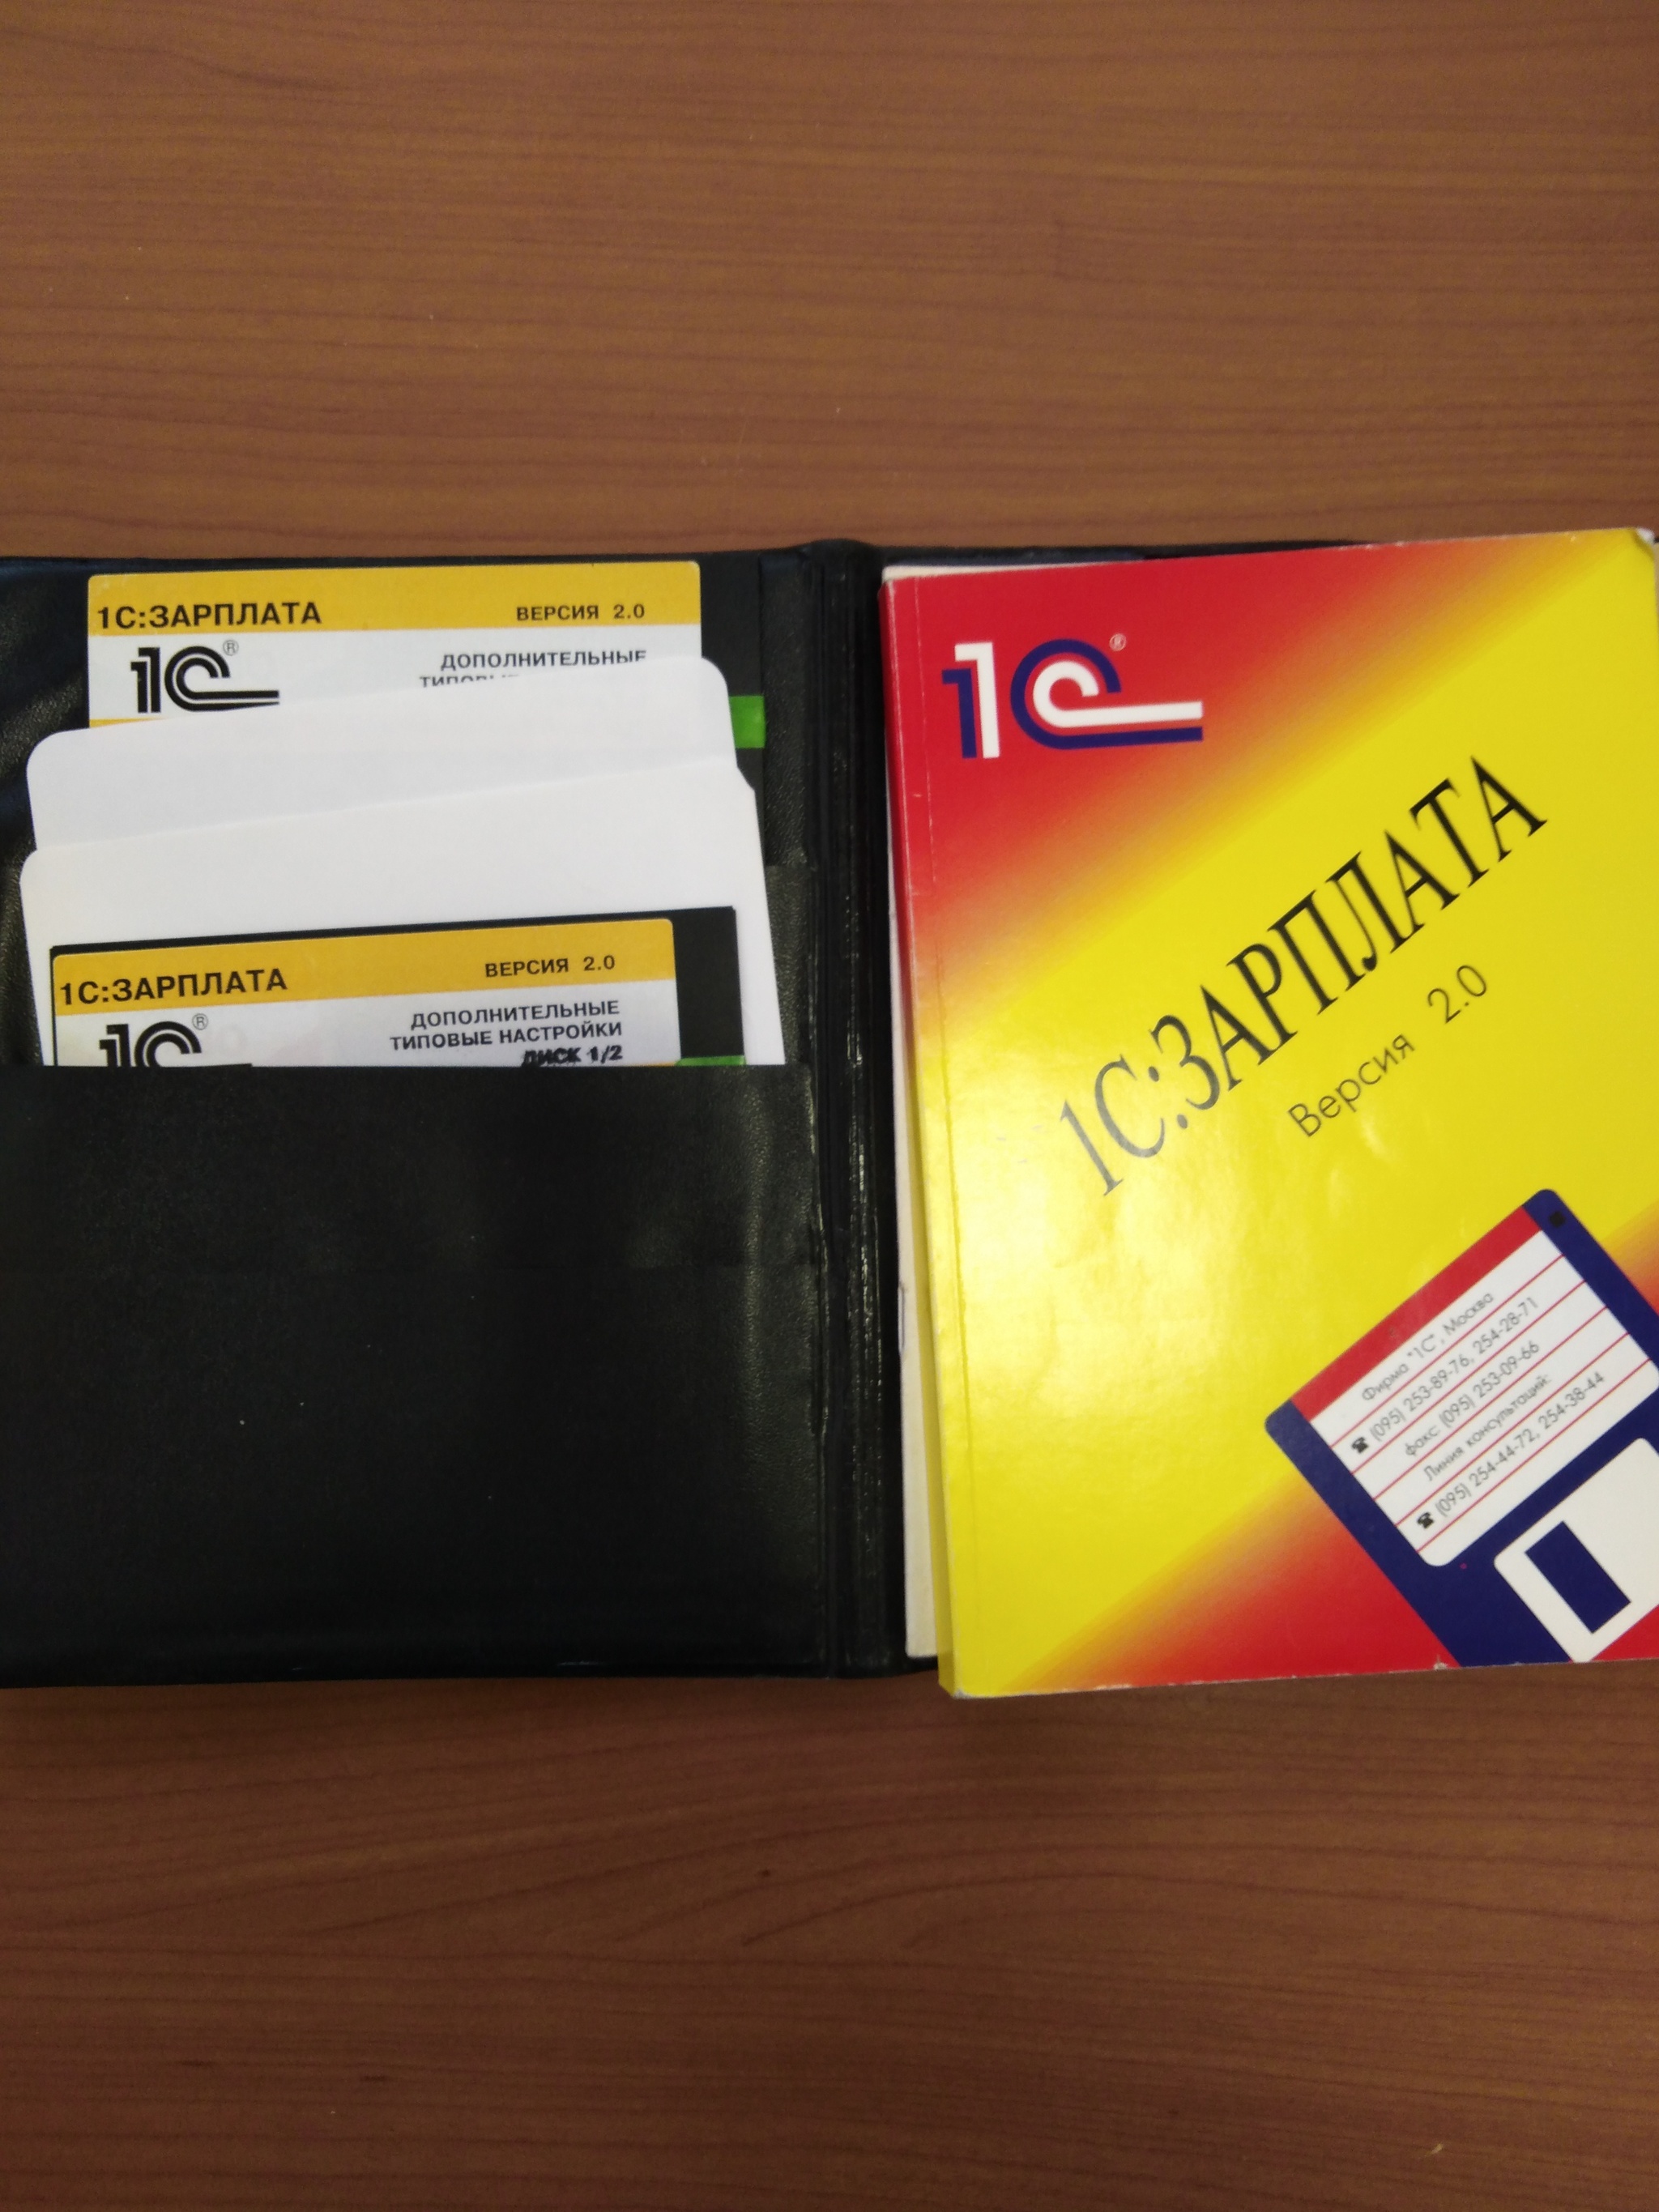 1С:ЗАРПЛАТА ВЕРСИЯ 2.0
1С®
ДОПОЛНИТЕЛЬНЫЕ
ТИПОВЫЕ
1С:ЗАРПЛАТА ВЕРСИЯ 2.0
1С®
ДОПОЛНИТЕЛЬНЫЕ
ТИПОВЫЕ НАСТРОЙКИ
ДИСК 1/2
1С®
1С:ЗАРПЛАТА
Версия 2.0
Фирма "1С", Москва
☎ (095) 253-89-76, 254-28-71
факс: (095) 253-09-66
Линия консультаций:
☎ (095) 254-44-72, 254-38-44